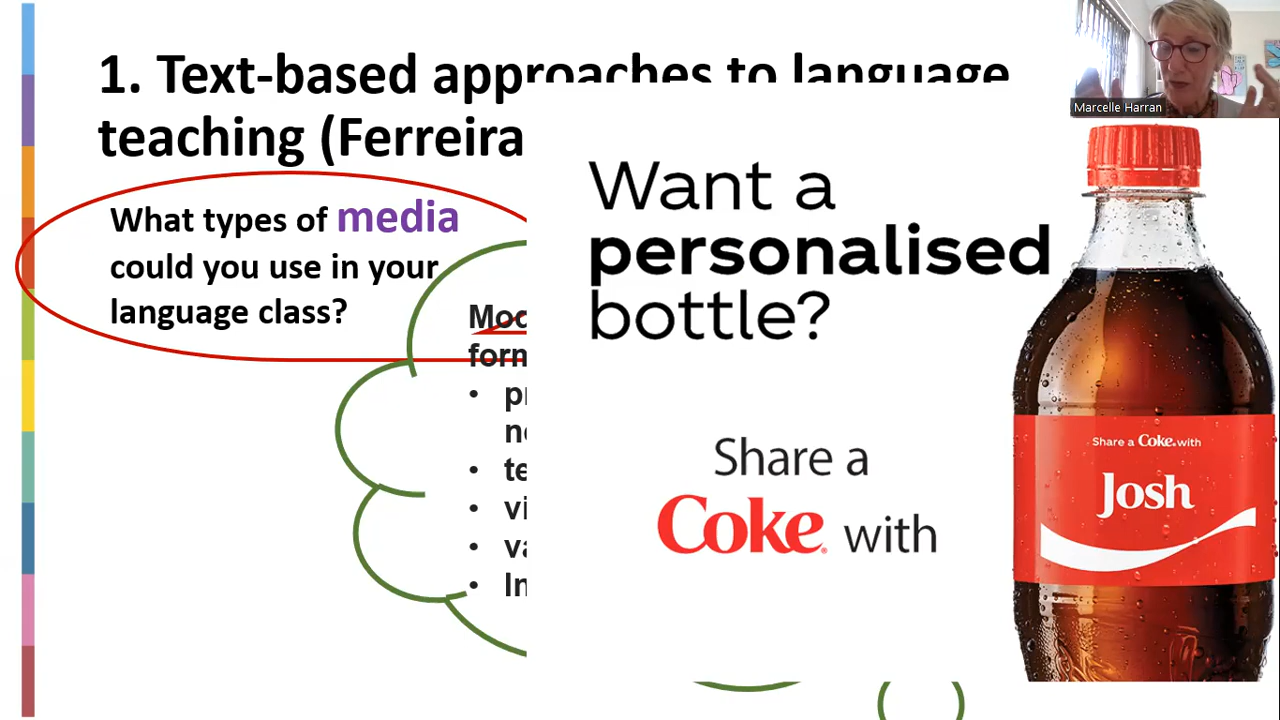 1. Text-based approaches to language
teaching (Ferreira
What types of media
could you use in your
language class?
Want a
personalised
bottle?
Share a
Coke with
Share a Coke with
Josh
Marcelle Harran